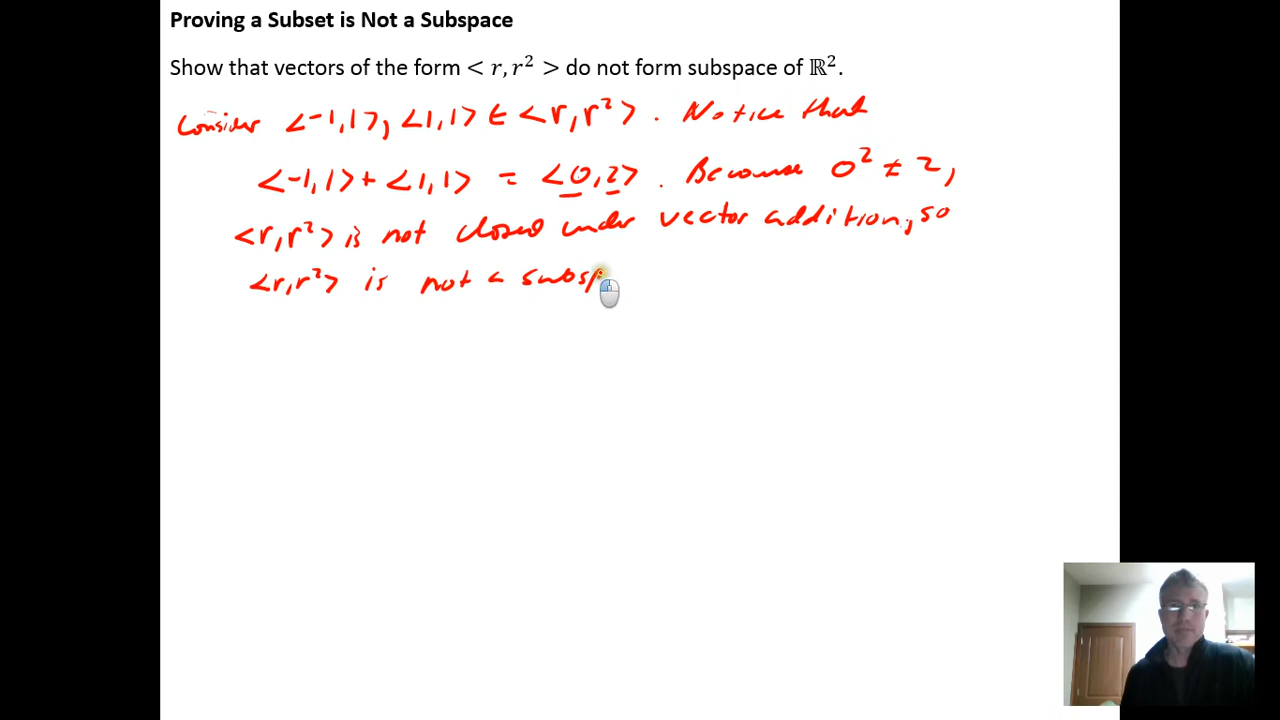 Proving a Subset is Not a Subspace
Show that vectors of the form < r, r² > do not form subspace of ℝ².
Consider <-1,1>, <1,1> ∈ <r,r²>. Notice that
<-1,1> + <1,1> = <0,2>. Because 0² ≠ 2,
<r,r²> is not closed under vector addition, so
<r,r²> is not a subsp